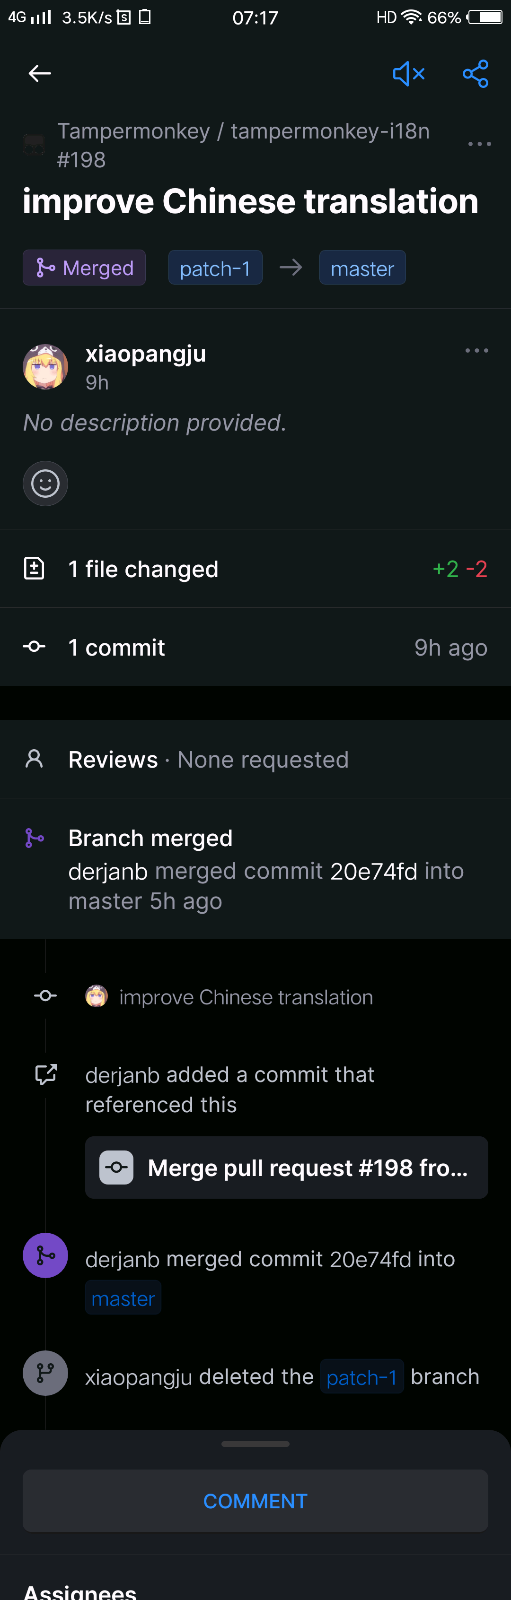 4G 3.5K/s 07:17 HD 66%
Tampermonkey / tampermonkey-i18n
#198
improve Chinese translation
Merged patch-1 → master
xiaopangju
9h
No description provided.
1 file changed +2 -2
1 commit 9h ago
Reviews · None requested
Branch merged
derjanb merged commit 20e74fd into
master 5h ago
improve Chinese translation
derjanb added a commit that
referenced this
Merge pull request #198 fro...
derjanb merged commit 20e74fd into
master
xiaopangju deleted the patch-1 branch
COMMENT
Assignees